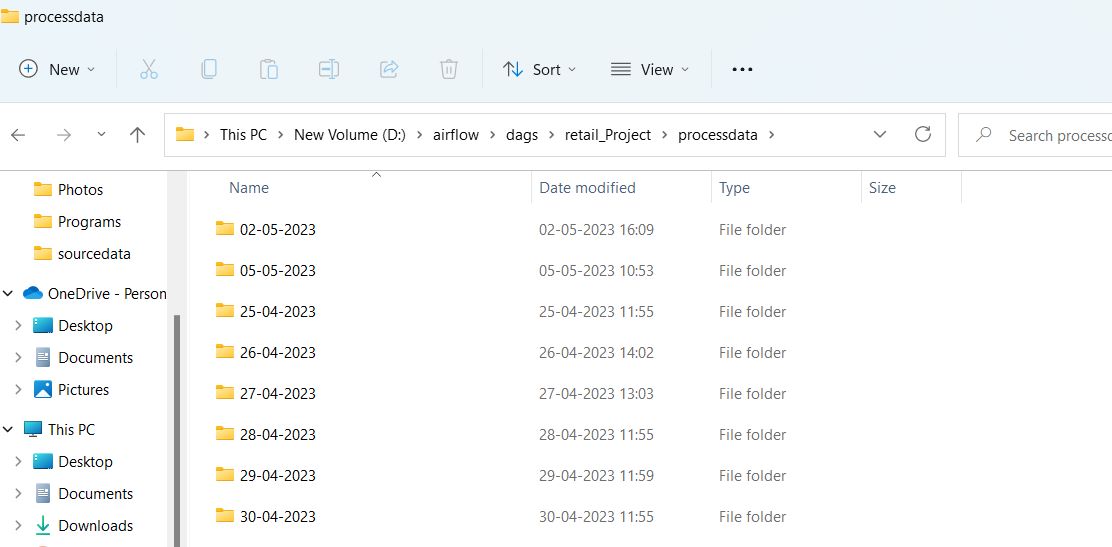 processdata
New Sort View
This PC New Volume (D:) airflow dags retail_Project processdata Search processc
Name Date modified Type Size
Photos
Programs
sourcedata
OneDrive - Person
Desktop
Documents
Pictures
This PC
Desktop
Documents
Downloads
02-05-2023 02-05-2023 16:09 File folder
05-05-2023 05-05-2023 10:53 File folder
25-04-2023 25-04-2023 11:55 File folder
26-04-2023 26-04-2023 14:02 File folder
27-04-2023 27-04-2023 13:03 File folder
28-04-2023 28-04-2023 11:55 File folder
29-04-2023 29-04-2023 11:59 File folder
30-04-2023 30-04-2023 11:55 File folder